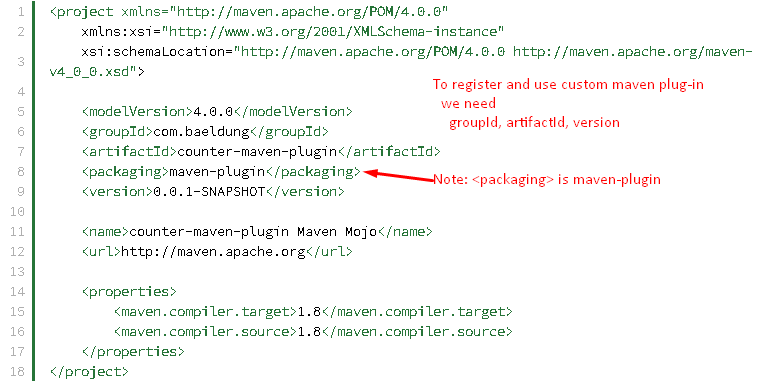 1 <project xmlns="http://maven.apache.org/POM/4.0.0"
2 xmlns:xsi="http://www.w3.org/2001/XMLSchema-instance"
3 xsi:schemaLocation="http://maven.apache.org/POM/4.0.0 http://maven.apache.org/maven-
v4_0_0.xsd">
4
To register and use custom maven plug-in
we need
groupId, artifactId, version
5 <modelVersion>4.0.0</modelVersion>
6 <groupId>com.baeldung</groupId>
7 <artifactId>counter-maven-plugin</artifactId>
8 <packaging>maven-plugin</packaging>
Note: <packaging> is maven-plugin
9 <version>0.0.1-SNAPSHOT</version>
10
11 <name>counter-maven-plugin Maven Mojo</name>
12 <url>http://maven.apache.org</url>
13
14 <properties>
15 <maven.compiler.target>1.8</maven.compiler.target>
16 <maven.compiler.source>1.8</maven.compiler.source>
17 </properties>
18 </project>